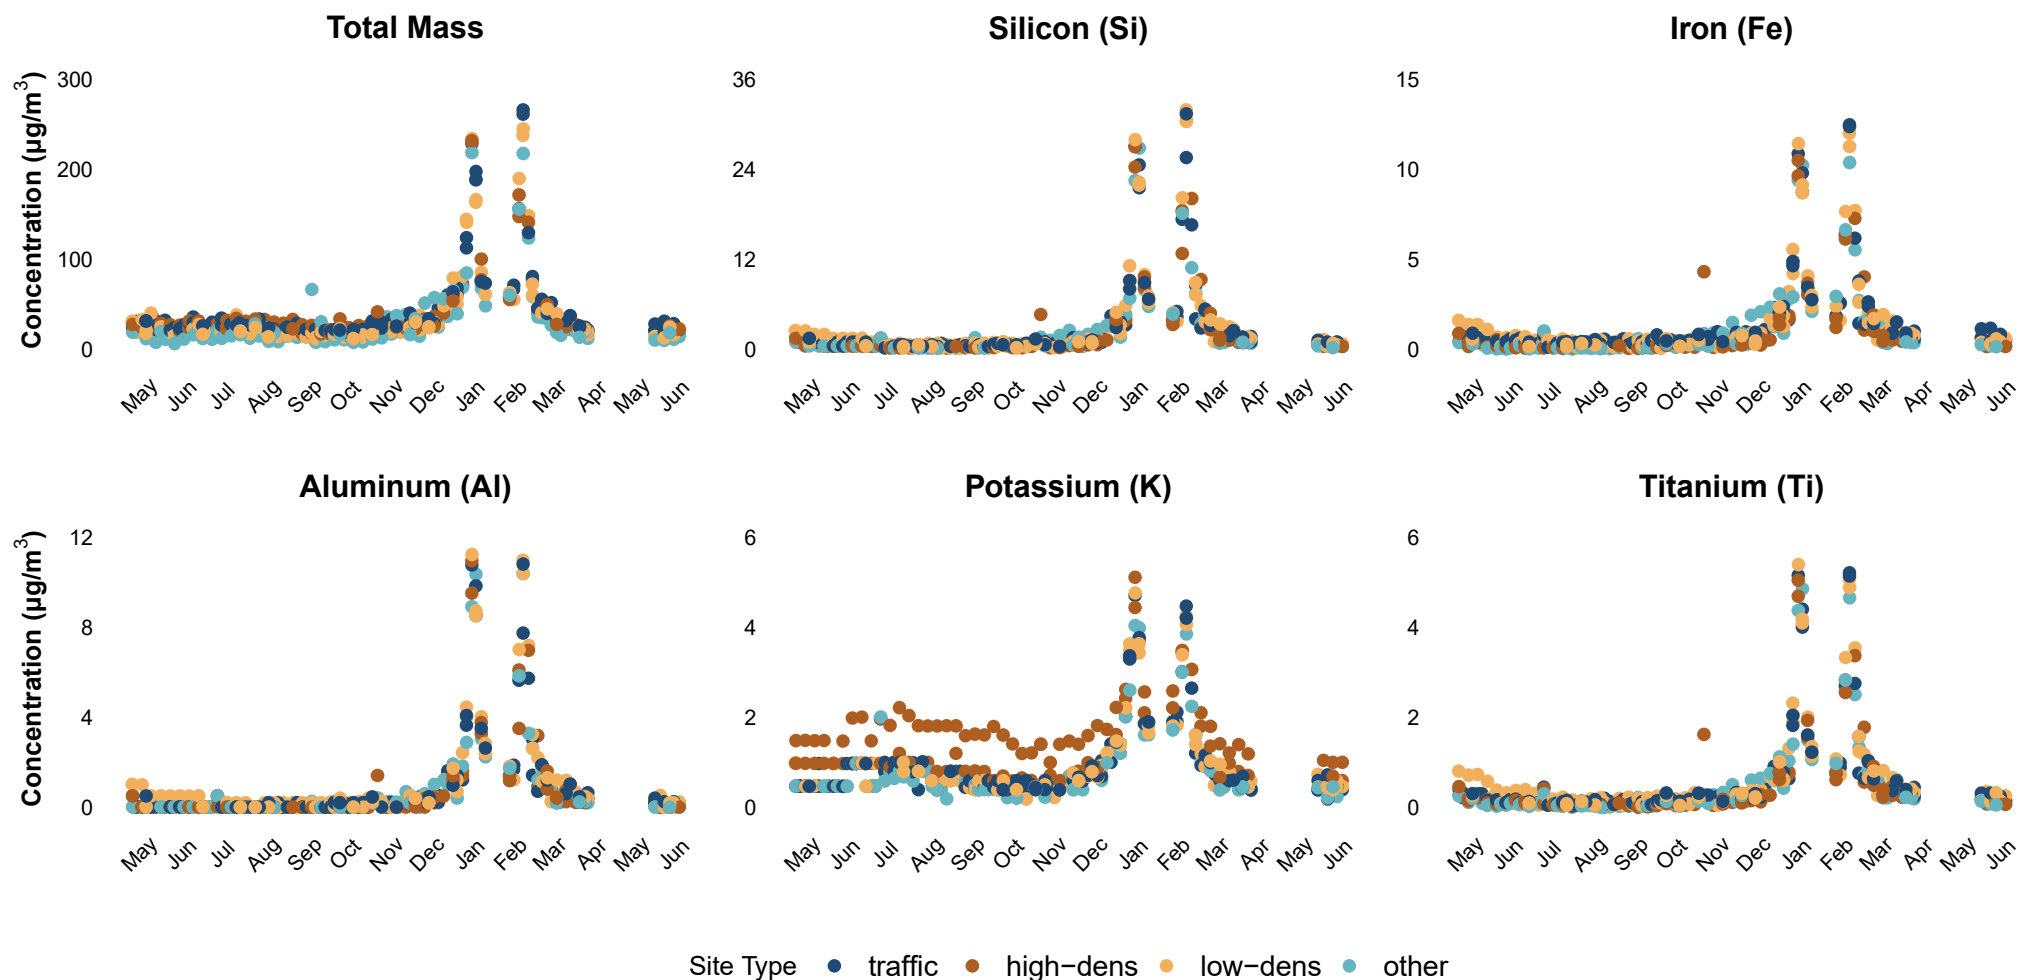 Total Mass
Silicon (Si)
Iron (Fe)
Concentration (µg/m³)
300
200
100
0
36
24
12
0
15
10
5
0
May Jun Jul Aug Sep Oct Nov Dec Jan Feb Mar Apr May Jun
May Jun Jul Aug Sep Oct Nov Dec Jan Feb Mar Apr May Jun
May Jun Jul Aug Sep Oct Nov Dec Jan Feb Mar Apr May Jun
Aluminum (Al)
Potassium (K)
Titanium (Ti)
Concentration (µg/m³)
12
8
4
0
6
4
2
0
6
4
2
0
May Jun Jul Aug Sep Oct Nov Dec Jan Feb Mar Apr May Jun
May Jun Jul Aug Sep Oct Nov Dec Jan Feb Mar Apr May Jun
May Jun Jul Aug Sep Oct Nov Dec Jan Feb Mar Apr May Jun
Site Type traffic high−dens low−dens other